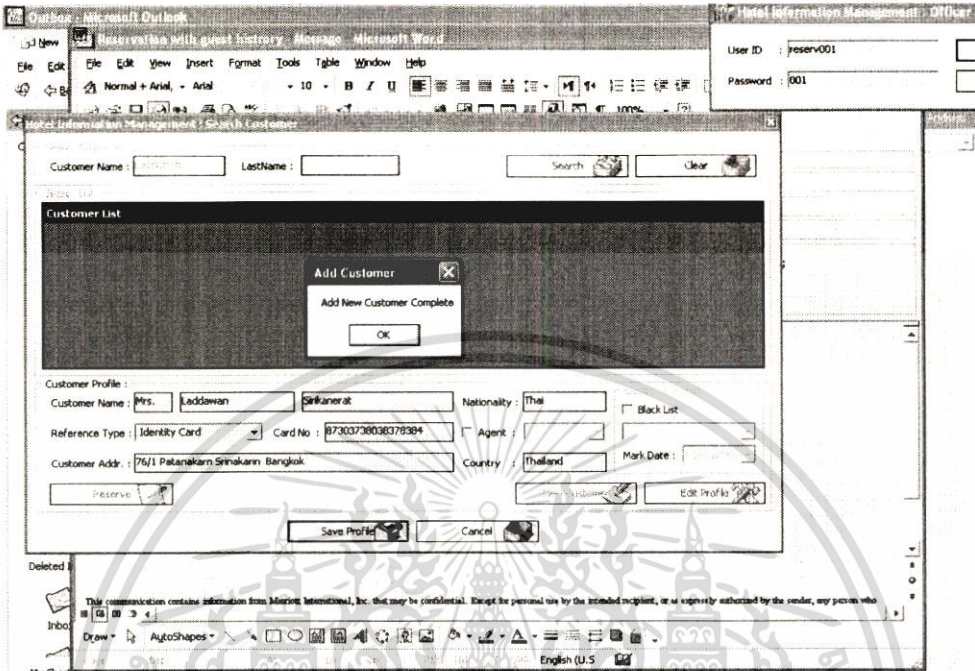 Outbox - Microsoft Outlook
Hotel Information Management : Officer
New
Reservation with guest histrory - Message - Microsoft Word
File Edit
File Edit View Insert Format Tools Table Window Help
Normal + Arial, Arial 10 B I U
100%
User ID : reserv001
Password : 001
Hotel Information Management : Search Customer
Customer Name :
LastName :
Search
Clear
Customer List
Add Customer
Add New Customer Complete
OK
Customer Profile :
Customer Name : Mrs. Laddawan Sirikanerat
Nationality : Thai
Black List
Reference Type : Identity Card
Card No : 87303738038378384
Agent :
Customer Addr. : 76/1 Patanakarn Srinakarin Bangkok
Country : Thailand
Mark Date :
Reserve
New Customer
Edit Profile
Save Profile
Cancel
Deleted
This communication contains information from Marriott International, Inc. that may be confidential. Except for personal use by the intended recipient, or as expressly authorized by the sender, any person who
Inbo
Draw AutoShapes
English (U.S